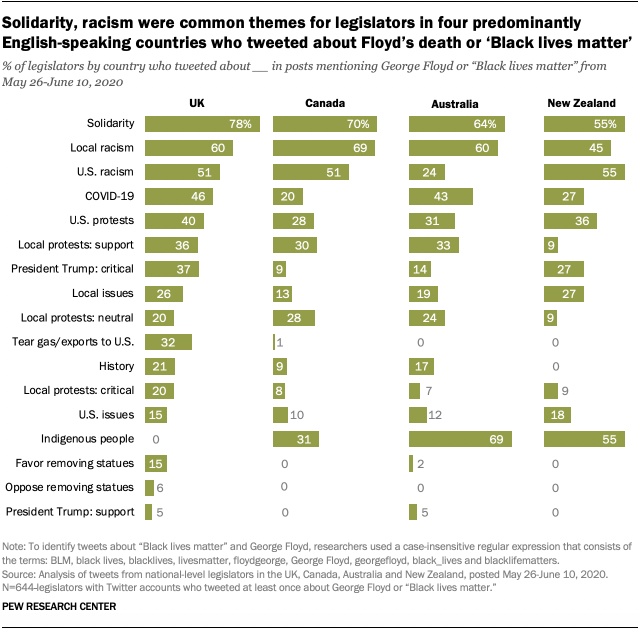 Solidarity, racism were common themes for legislators in four predominantly
English-speaking countries who tweeted about Floyd's death or 'Black lives matter'
% of legislators by country who tweeted about __ in posts mentioning George Floyd or "Black lives matter" from
May 26-June 10, 2020
UK Canada Australia New Zealand
Solidarity 78% 70% 64% 55%
Local racism 60 69 60 45
U.S. racism 51 51 24 55
COVID-19 46 20 43 27
U.S. protests 40 28 31 36
Local protests: support 36 30 33 9
President Trump: critical 37 9 14 27
Local issues 26 13 19 27
Local protests: neutral 20 28 24 9
Tear gas/exports to U.S. 32 1 0 0
History 21 9 17 0
Local protests: critical 20 8 7 9
U.S. issues 15 10 12 18
Indigenous people 0 31 69 55
Favor removing statues 15 0 2 0
Oppose removing statues 6 0 0 0
President Trump: support 5 0 5 0
Note: To identify tweets about "Black lives matter" and George Floyd, researchers used a case-insensitive regular expression that consists of
the terms: BLM, black lives, blacklives, livesmatter, floydgeorge, George Floyd, georgefloyd, black_lives and blacklifematters.
Source: Analysis of tweets from national-level legislators in the UK, Canada, Australia and New Zealand, posted May 26-June 10, 2020.
N=644-legislators with Twitter accounts who tweeted at least once about George Floyd or "Black lives matter."
PEW RESEARCH CENTER